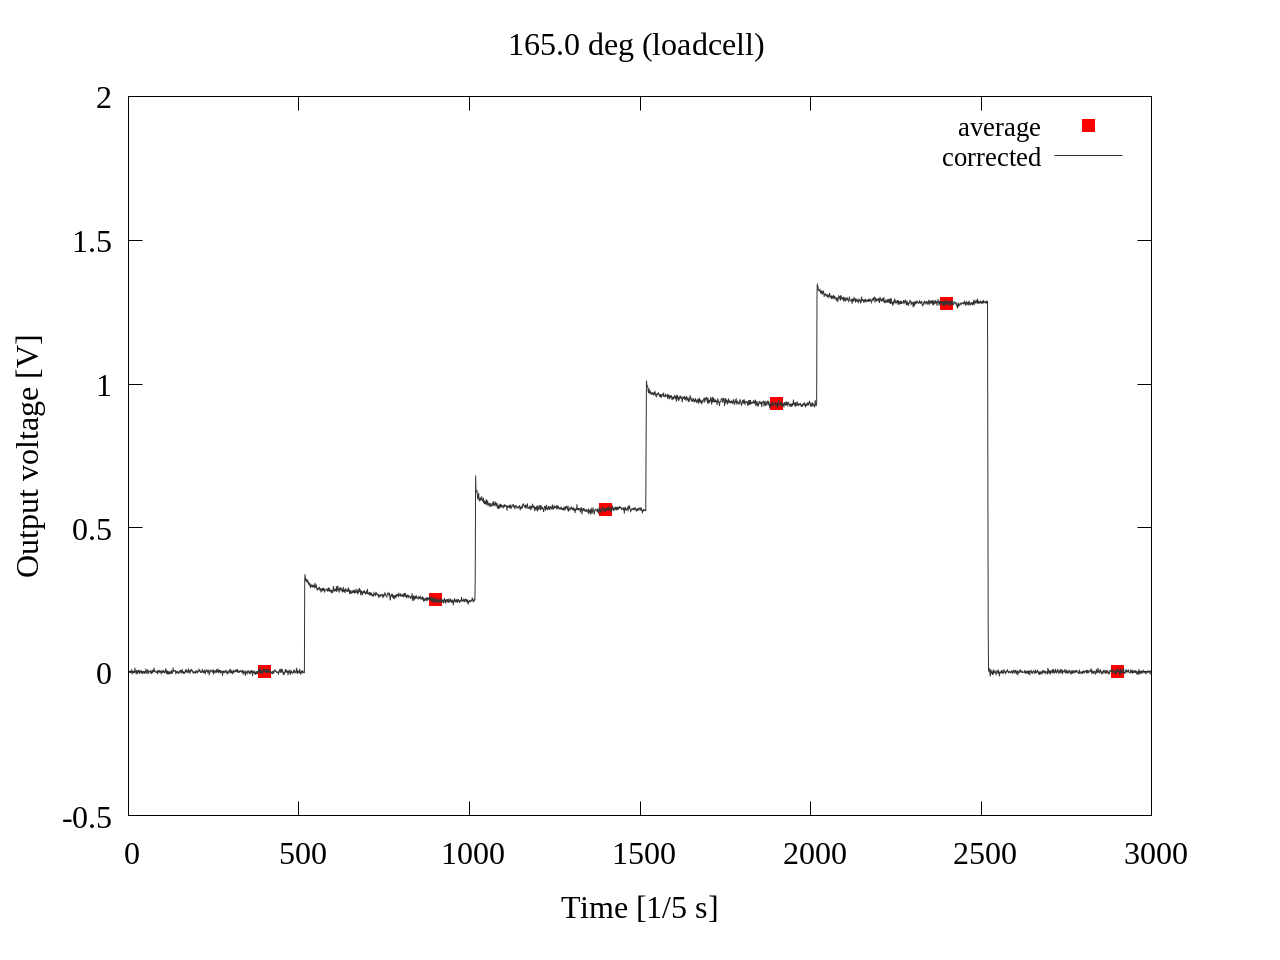 165.0 deg (loadcell)
average
corrected
2
1.5
1
0.5
0
-0.5
Output voltage [V]
0 500 1000 1500 2000 2500 3000
Time [1/5 s]